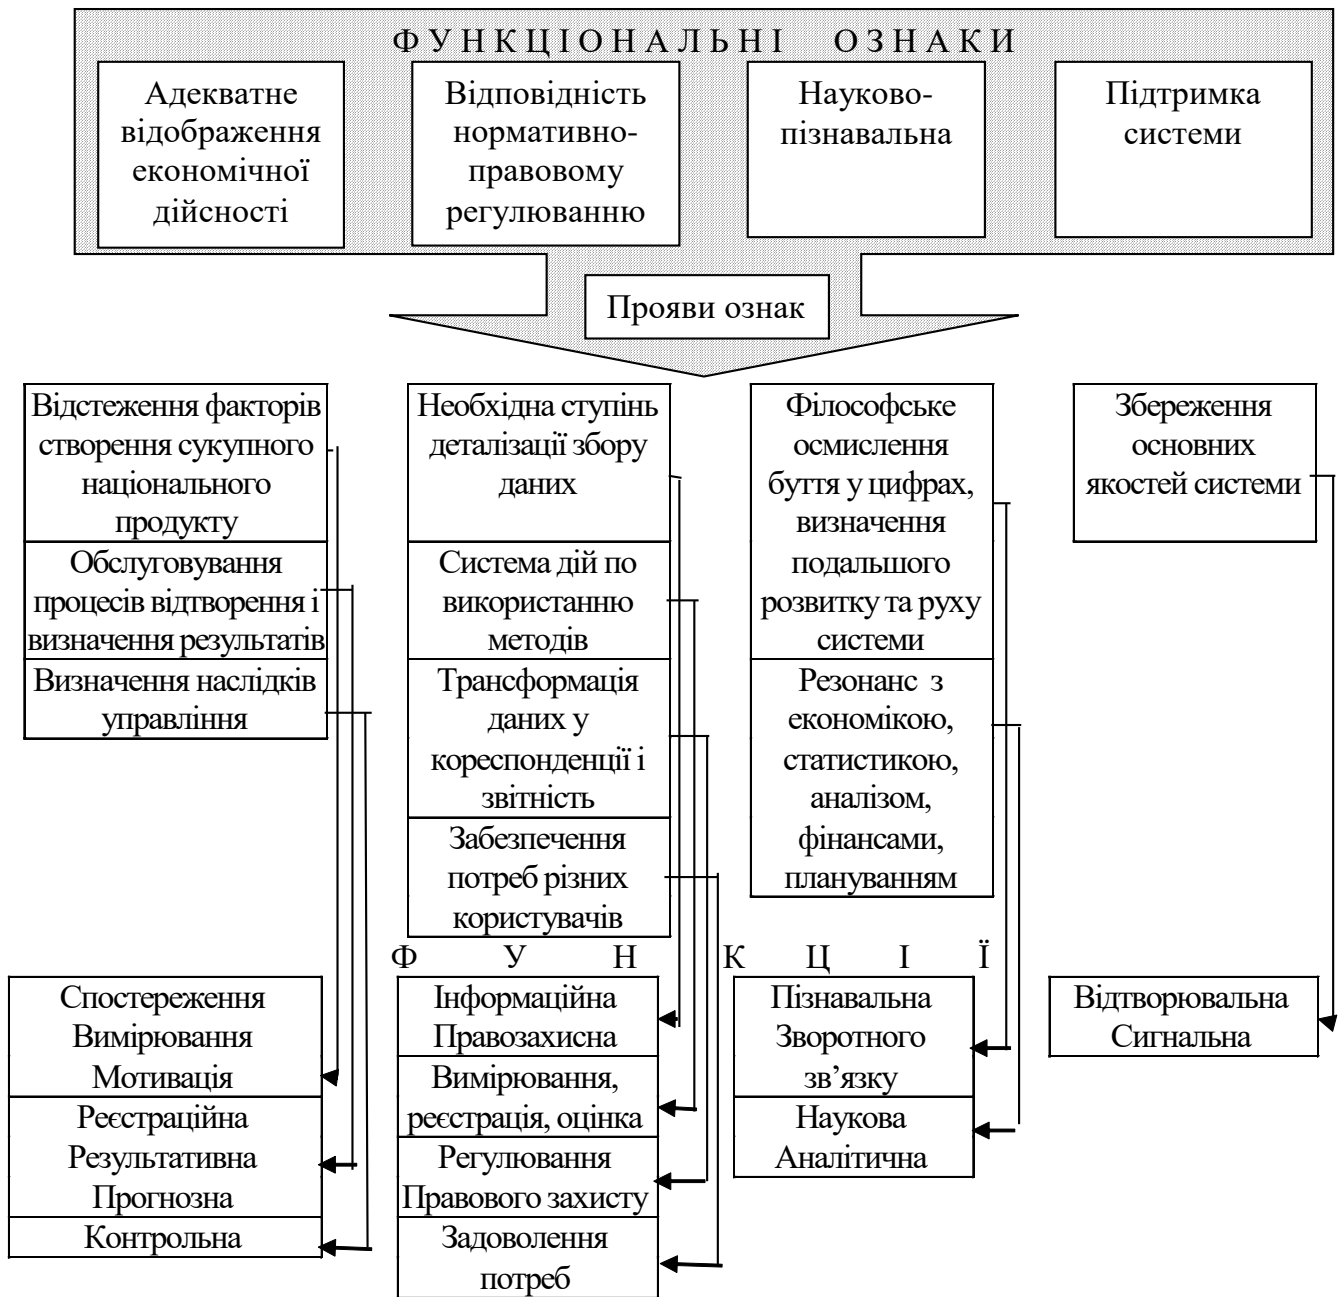 ФУНКЦІОНАЛЬНІ ОЗНАКИ
Адекватне
відображення
економічної
дійсності
Відповідність
нормативно-
правовому
регулюванню
Науково-
пізнавальна
Підтримка
системи
Прояви ознак
Відстеження факторів
створення сукупного
національного
продукту
Обслуговування
процесів відтворення і
визначення результатів
Визначення наслідків
управління
Необхідна ступінь
деталізації збору
даних
Система дій по
використанню
методів
Трансформація
даних у
кореспонденції і
звітність
Забезпечення
потреб різних
користувачів
Філософське
осмислення
буття у цифрах,
визначення
подальшого
розвитку та руху
системи
Резонанс з
економікою,
статистикою,
аналізом,
фінансами,
плануванням
Збереження
основних
якостей системи
ФУНКЦІЇ
Спостереження
Вимірювання
Мотивація
Реєстраційна
Результативна
Прогнозна
Контрольна
Інформаційна
Правозахисна
Вимірювання,
реєстрація, оцінка
Регулювання
Правового захисту
Задоволення
потреб
Пізнавальна
Зворотного
зв’язку
Наукова
Аналітична
Відтворювальна
Сигнальна